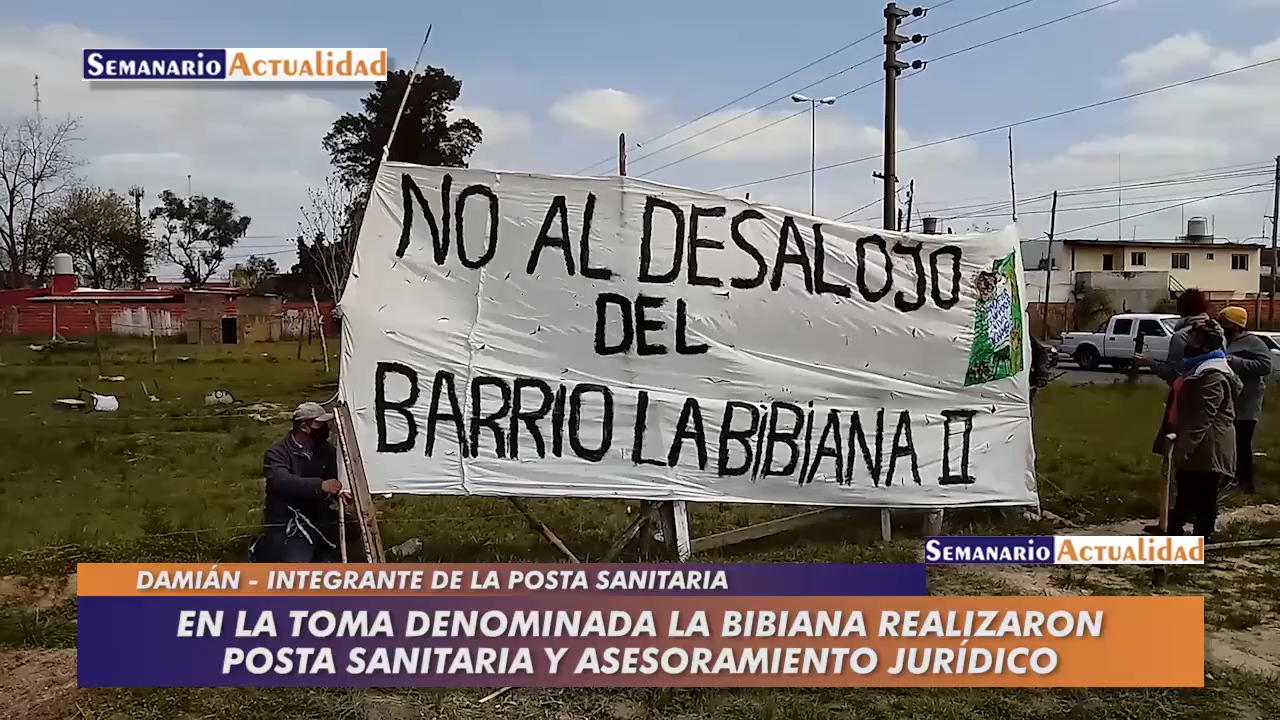 SEMANARIO ACTUALIDAD
NO AL DESALOJO
DEL
BARRIO LA BIBIANA II
SEMANARIO ACTUALIDAD
DAMIÁN - INTEGRANTE DE LA POSTA SANITARIA
EN LA TOMA DENOMINADA LA BIBIANA REALIZARON
POSTA SANITARIA Y ASESORAMIENTO JURÍDICO